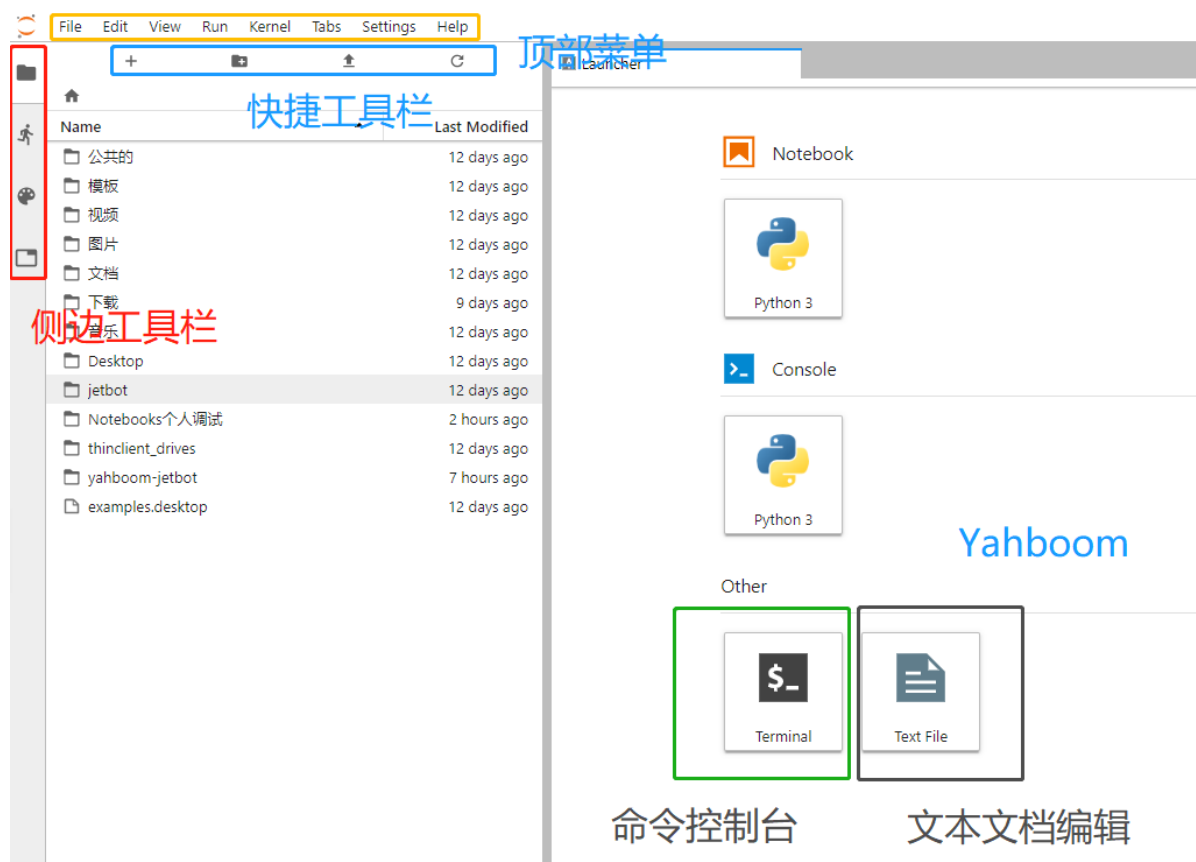 File Edit View Run Kernel Tabs Settings Help
顶部菜单
Launcher
快捷工具栏
Name Last Modified
公共的 12 days ago
模板 12 days ago
视频 12 days ago
图片 12 days ago
文档 12 days ago
下载 9 days ago
侧边工具栏
音乐 12 days ago
Desktop 12 days ago
jetbot 12 days ago
Notebooks个人调试 2 hours ago
thinclient_drives 12 days ago
yahboom-jetbot 7 hours ago
examples.desktop 12 days ago
Notebook
Python 3
Console
Python 3
Yahboom
Other
$_
Terminal
Text File
命令控制台
文本文档编辑